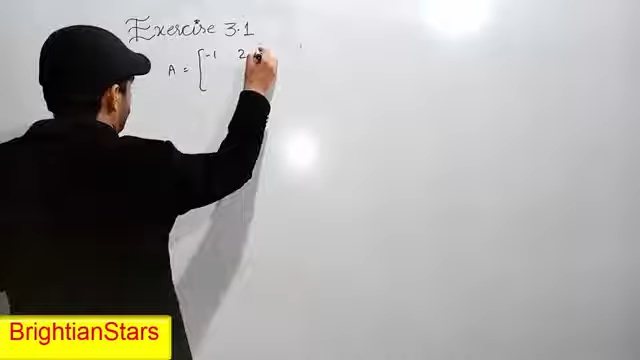 Exercise 3.1
A = [ -1 2
BrightianStars